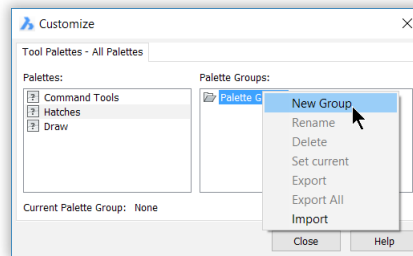 Customize
Tool Palettes - All Palettes
Palettes:
Palette Groups:
Command Tools
Hatches
Draw
Palette G
New Group
Rename
Delete
Set current
Export
Export All
Import
Current Palette Group: None
Close
Help